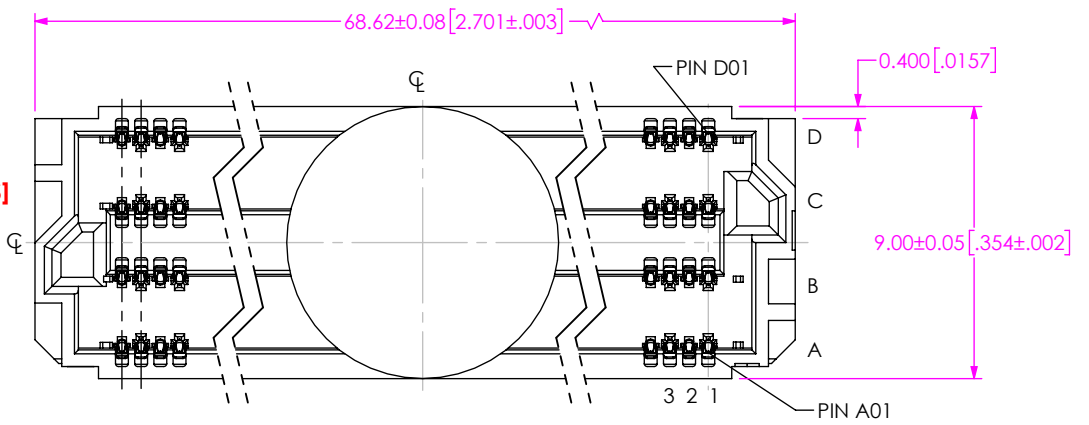 68.62±0.08[2.701±.003]
℄
PIN D01
0.400[.0157]
D
]
C
℄
9.00±0.05[.354±.002]
B
A
3 2 1
PIN A01